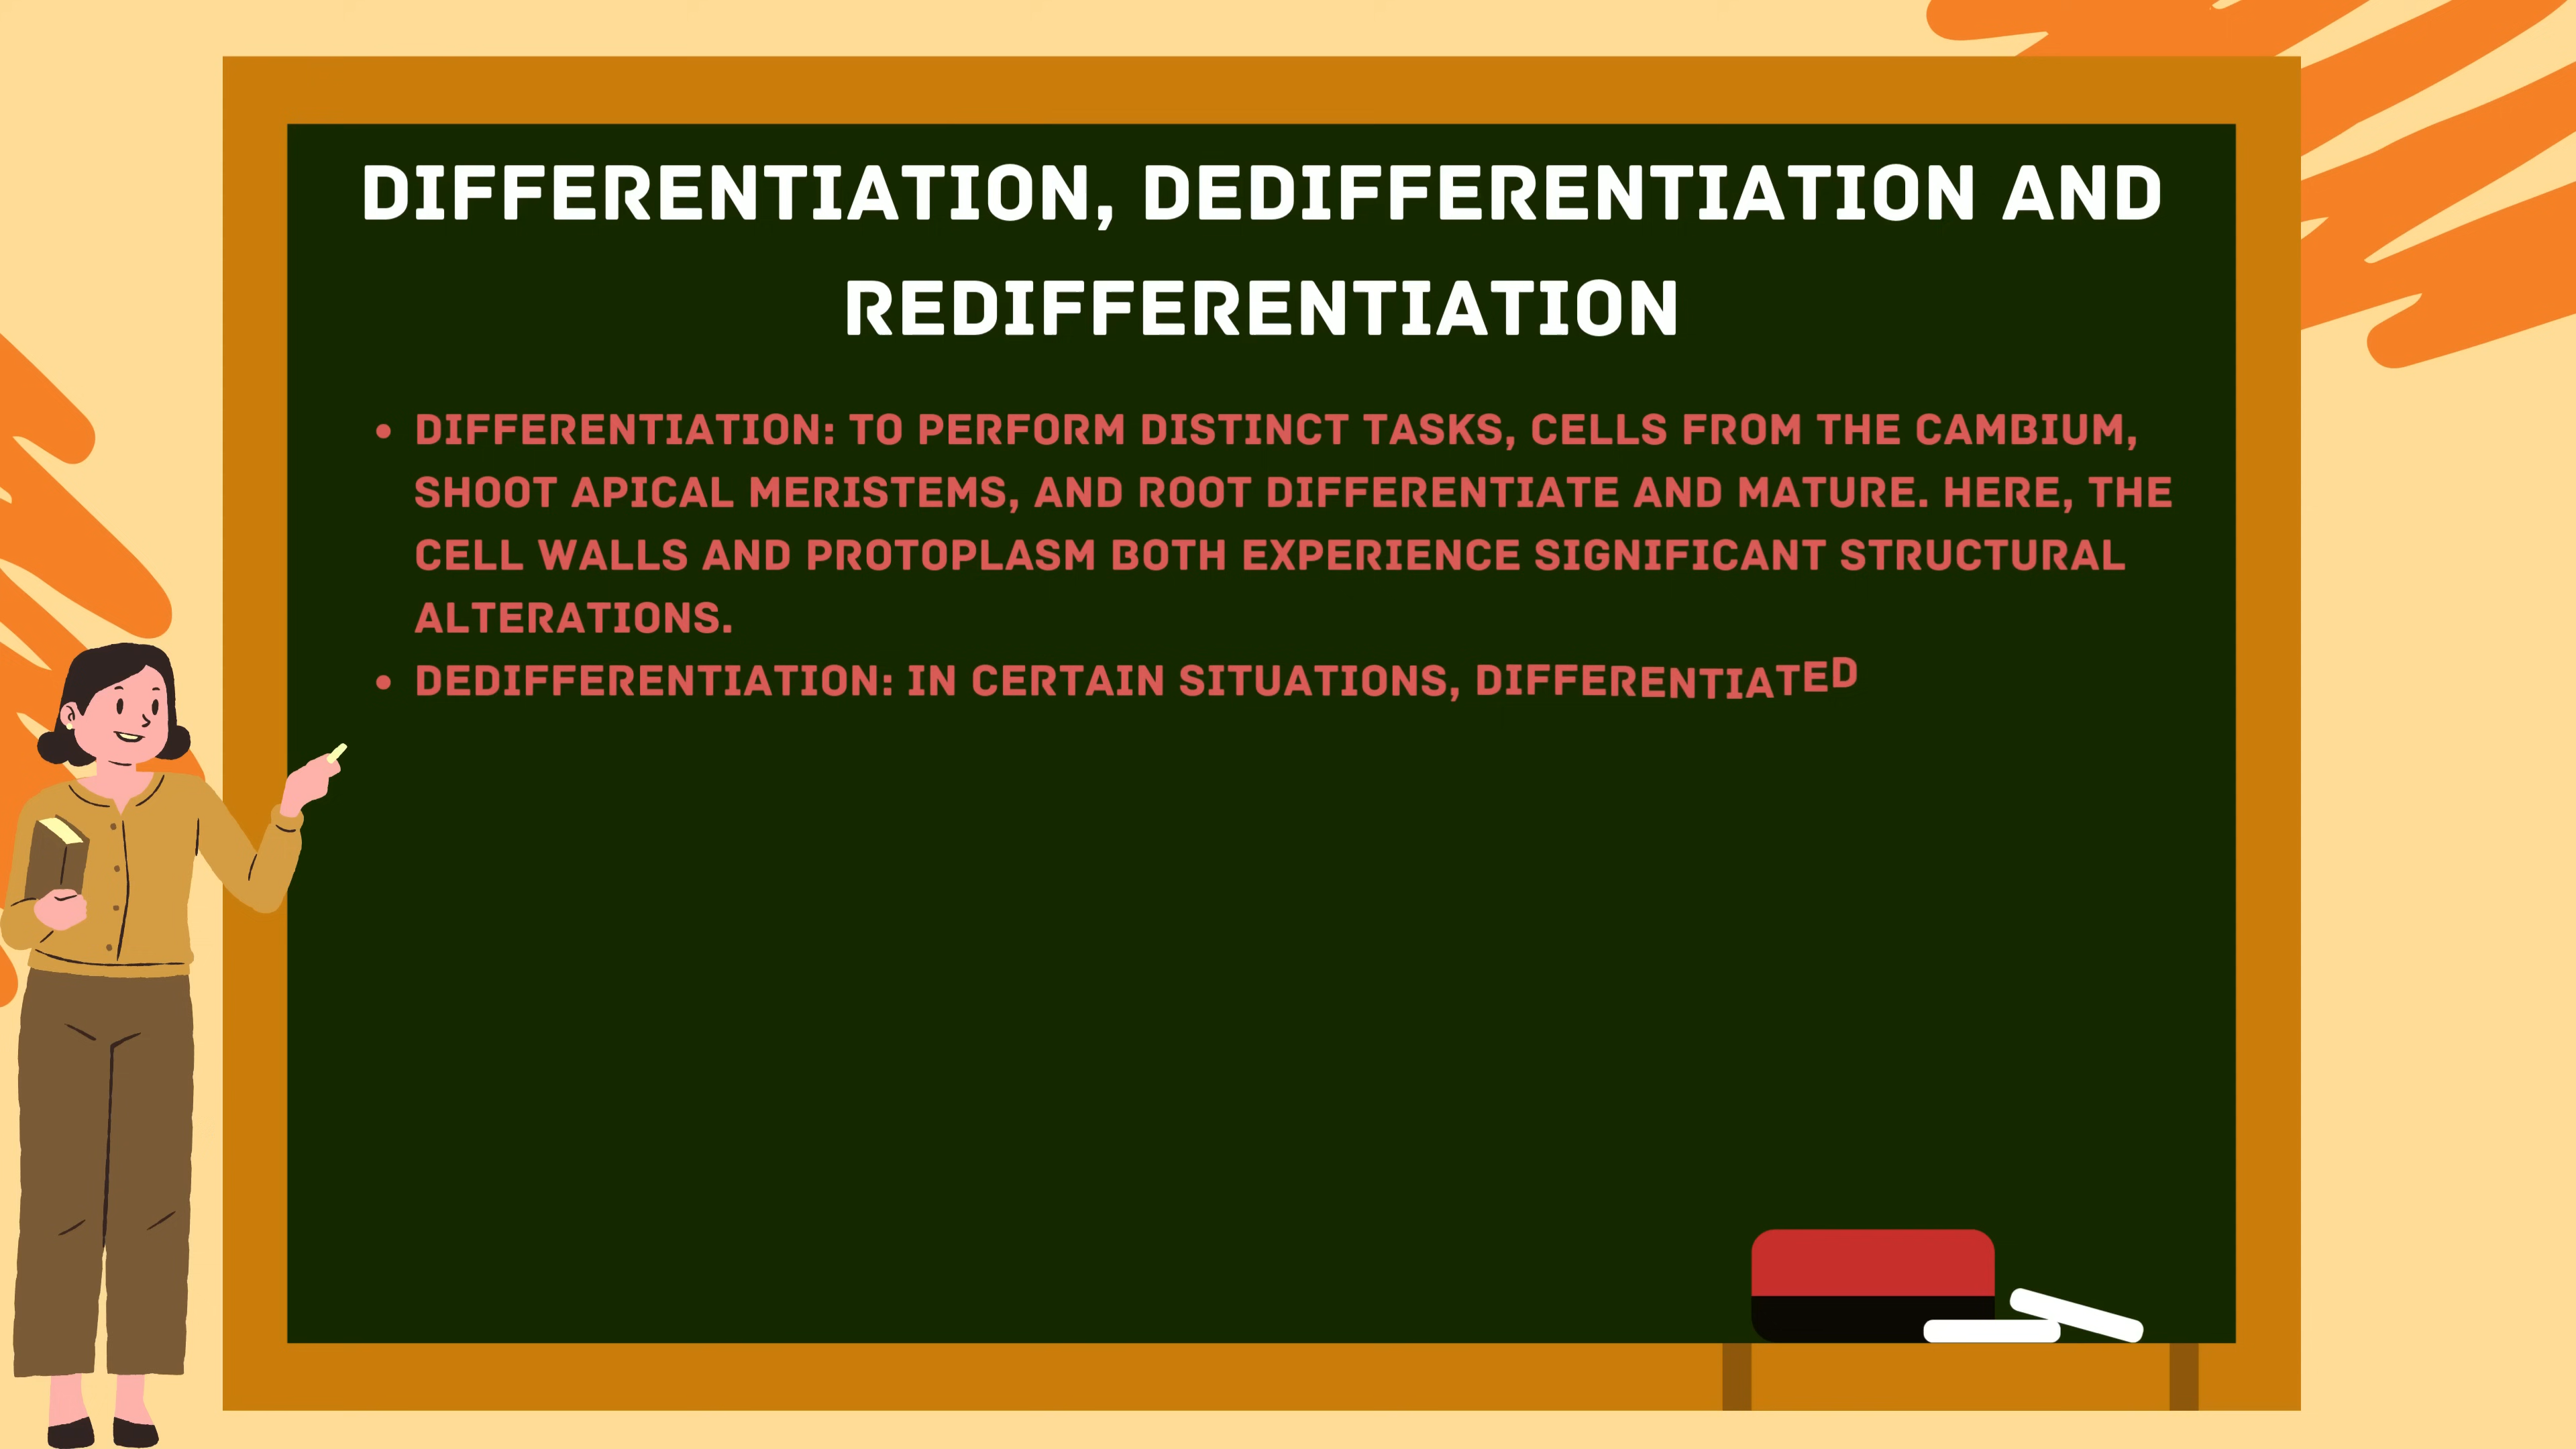 DIFFERENTIATION, DEDIFFERENTIATION AND
REDIFFERENTIATION
• DIFFERENTIATION: TO PERFORM DISTINCT TASKS, CELLS FROM THE CAMBIUM,
SHOOT APICAL MERISTEMS, AND ROOT DIFFERENTIATE AND MATURE. HERE, THE
CELL WALLS AND PROTOPLASM BOTH EXPERIENCE SIGNIFICANT STRUCTURAL
ALTERATIONS.
• DEDIFFERENTIATION: IN CERTAIN SITUATIONS, DIFFERENTIATED